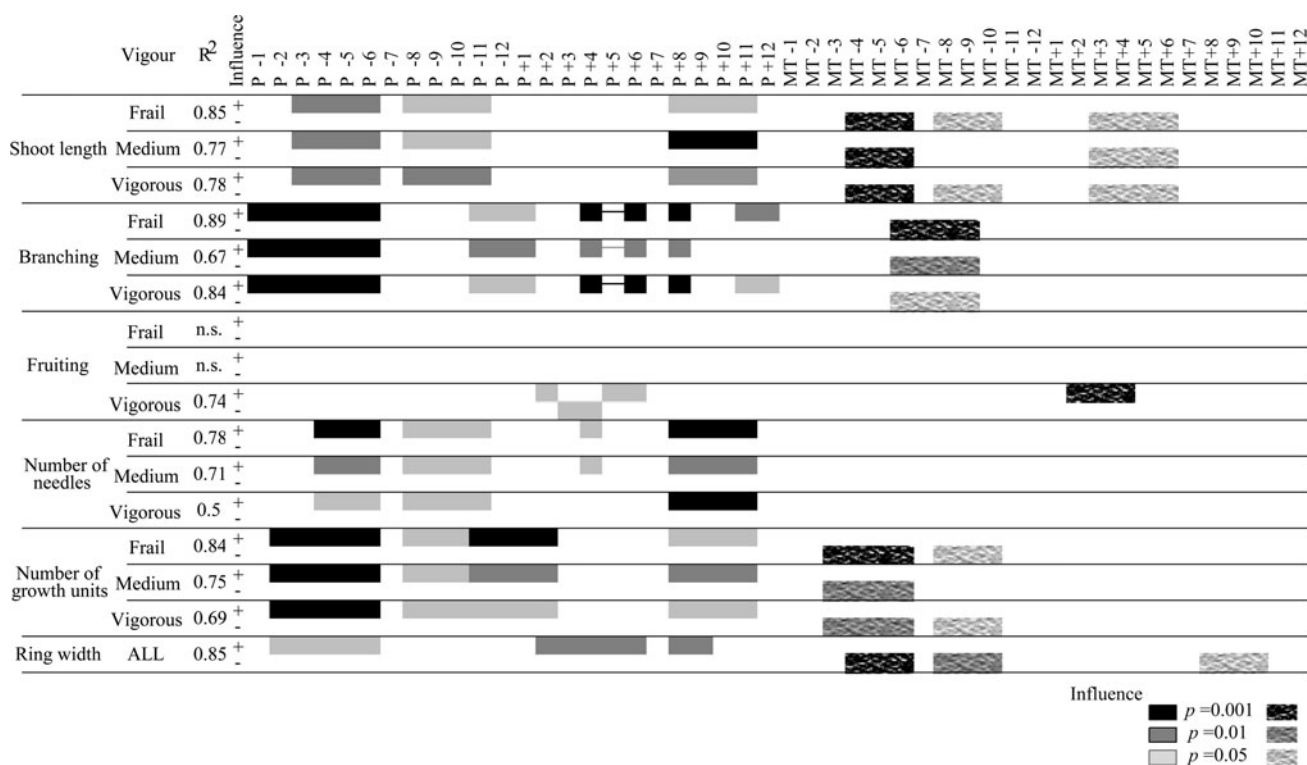 Vigour R2 Influence P -1 P -2 P -3 P -4 P -5 P -6 P -7 P -8 P -9 P -10 P -11 P -12 P +1 P +2 P +3 P +4 P +5 P +6 P +7 P +8 P +9 P +10 P +11 P +12 MT -1 MT -2 MT -3 MT -4 MT -5 MT -6 MT -7 MT -8 MT -9 MT -10 MT -11 MT -12 MT+1 MT+2 MT+3 MT+4 MT+5 MT+6 MT+7 MT+8 MT+9 MT+10 MT+11 MT+12
Frail 0.85 +
-
Shoot length Medium 0.77 +
-
Vigorous 0.78 +
-
Frail 0.89 +
-
Branching Medium 0.67 +
-
Vigorous 0.84 +
-
Frail n.s. +
-
Fruiting Medium n.s. +
-
Vigorous 0.74 +
-
Frail 0.78 +
-
Number of
needles
Medium 0.71 +
-
Vigorous 0.5 +
-
Frail 0.84 +
-
Number of
growth units
Medium 0.75 +
-
Vigorous 0.69 +
-
Ring width ALL 0.85 +
-
Influence
p =0.001
p =0.01
p =0.05